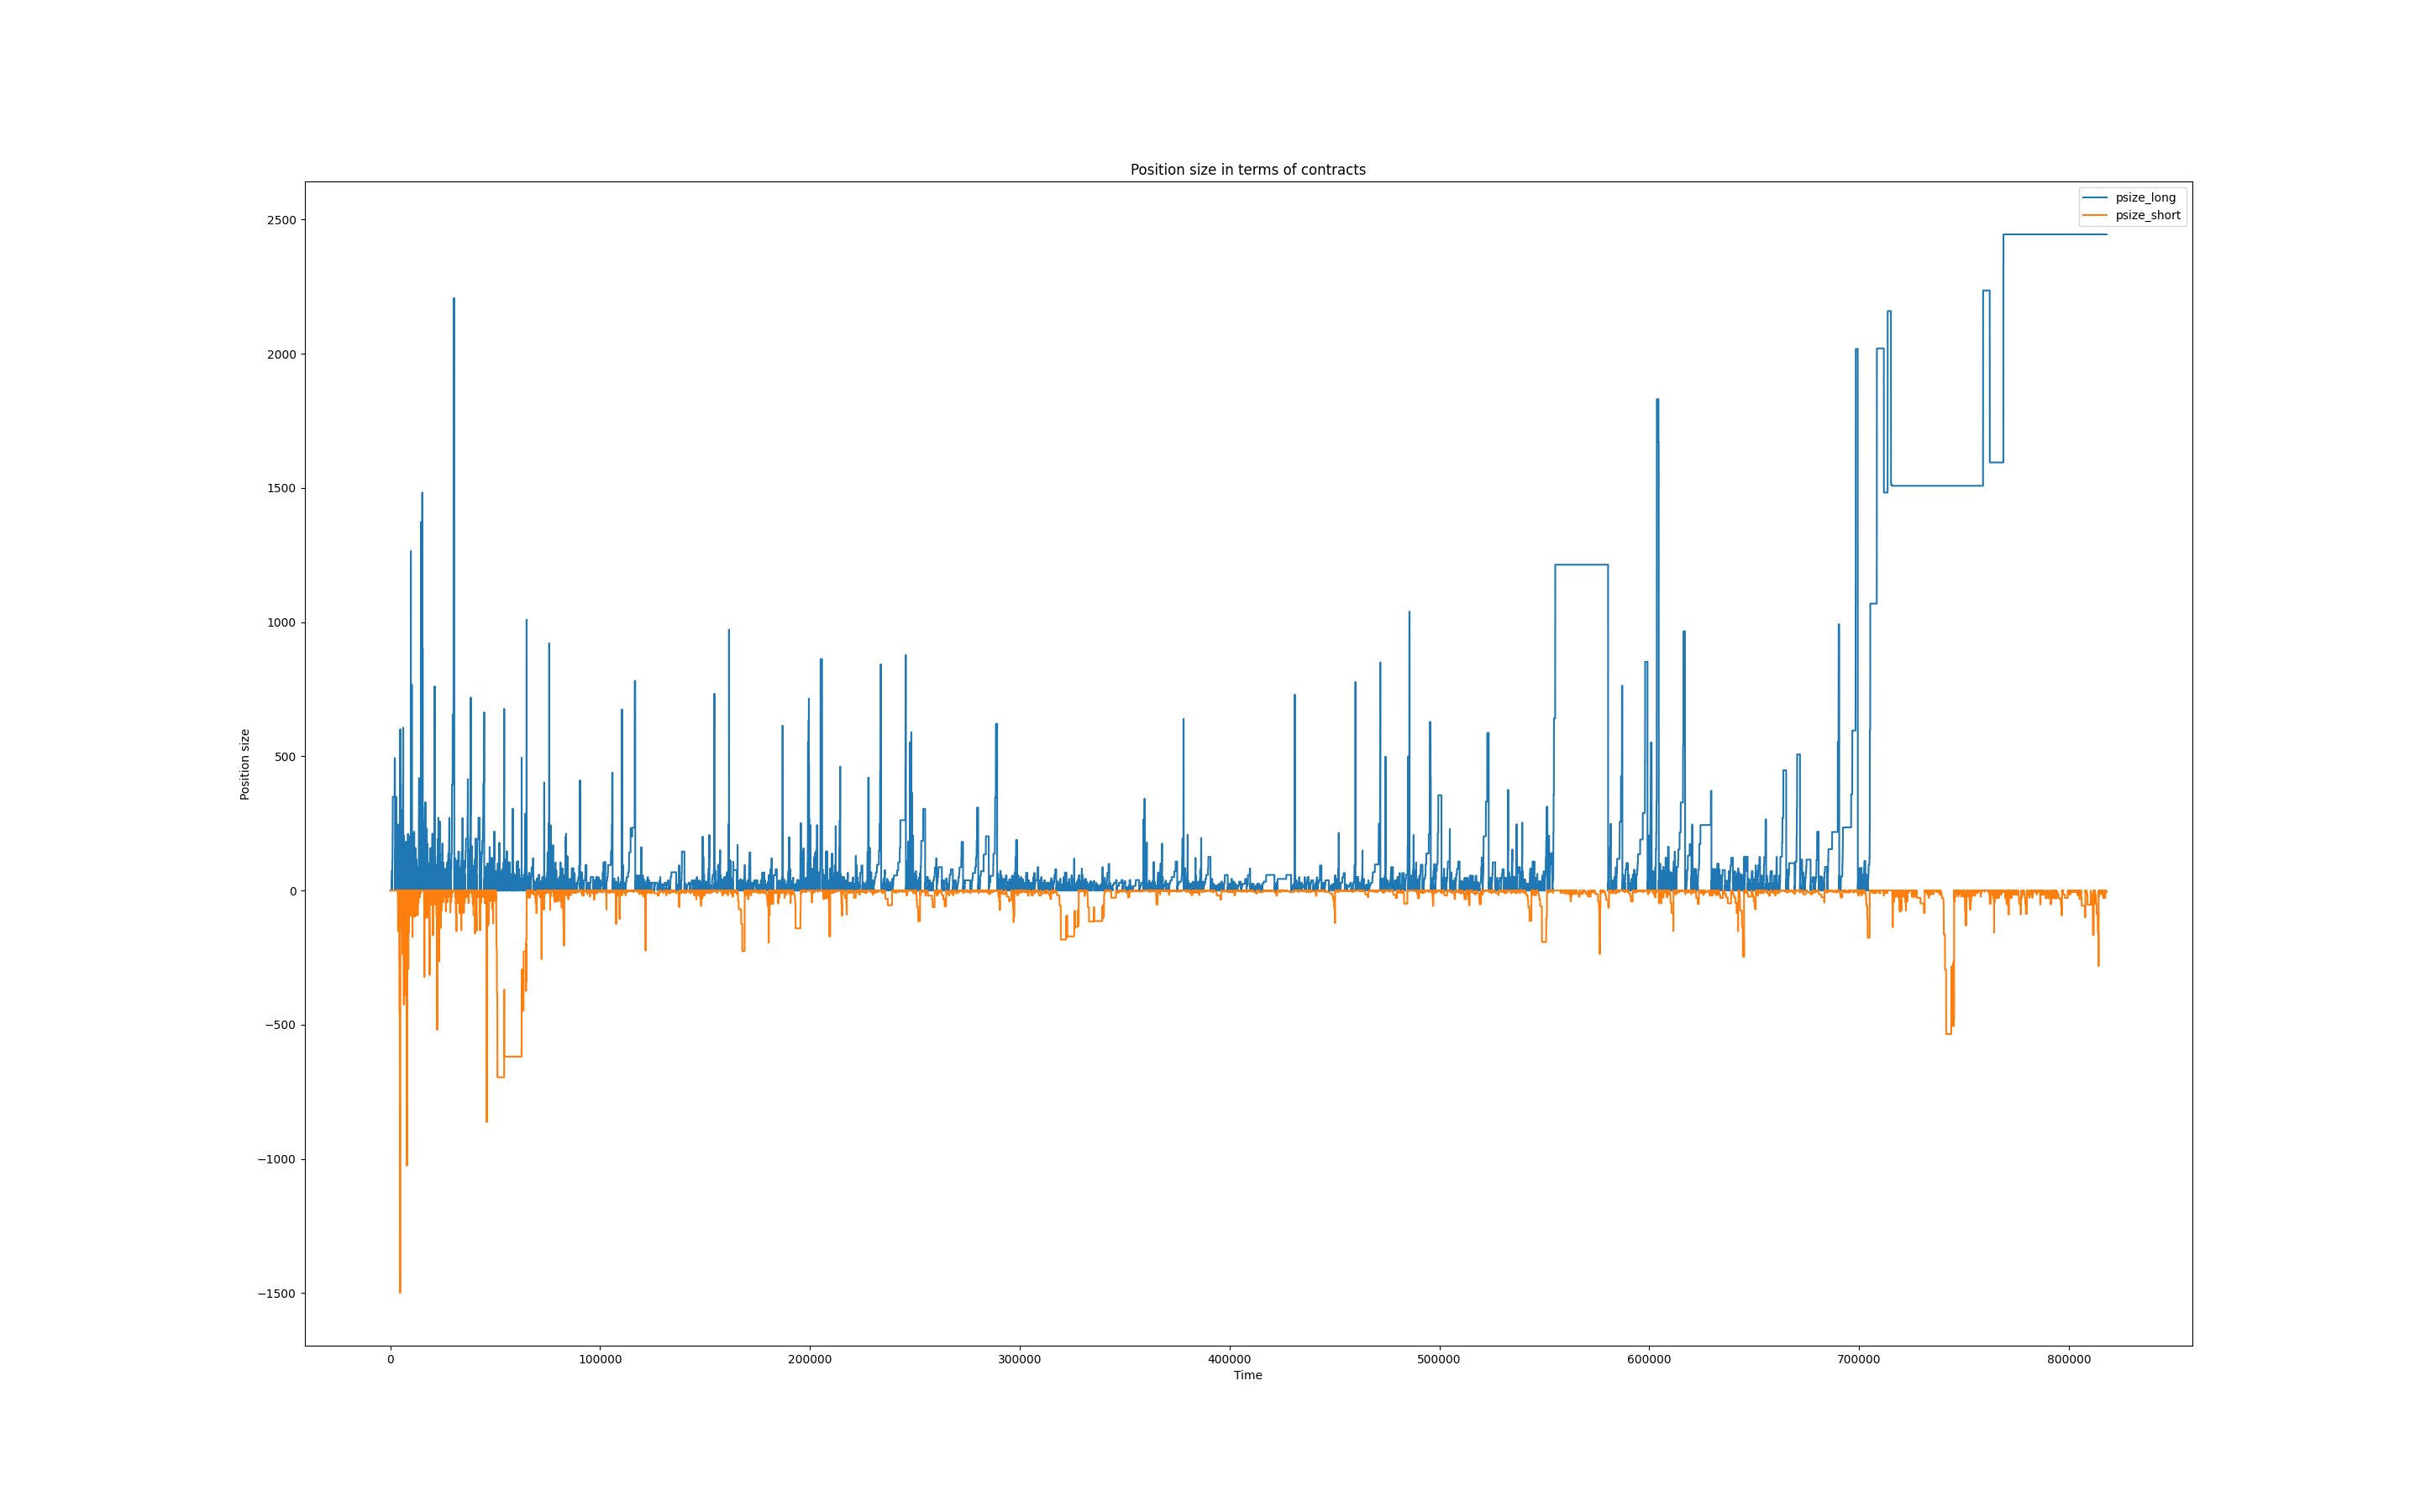 Position size in terms of contracts
psize_long
psize_short
2500
2000
1500
1000
500
0
−500
−1000
−1500
Position size
0 100000 200000 300000 400000 500000 600000 700000 800000
Time